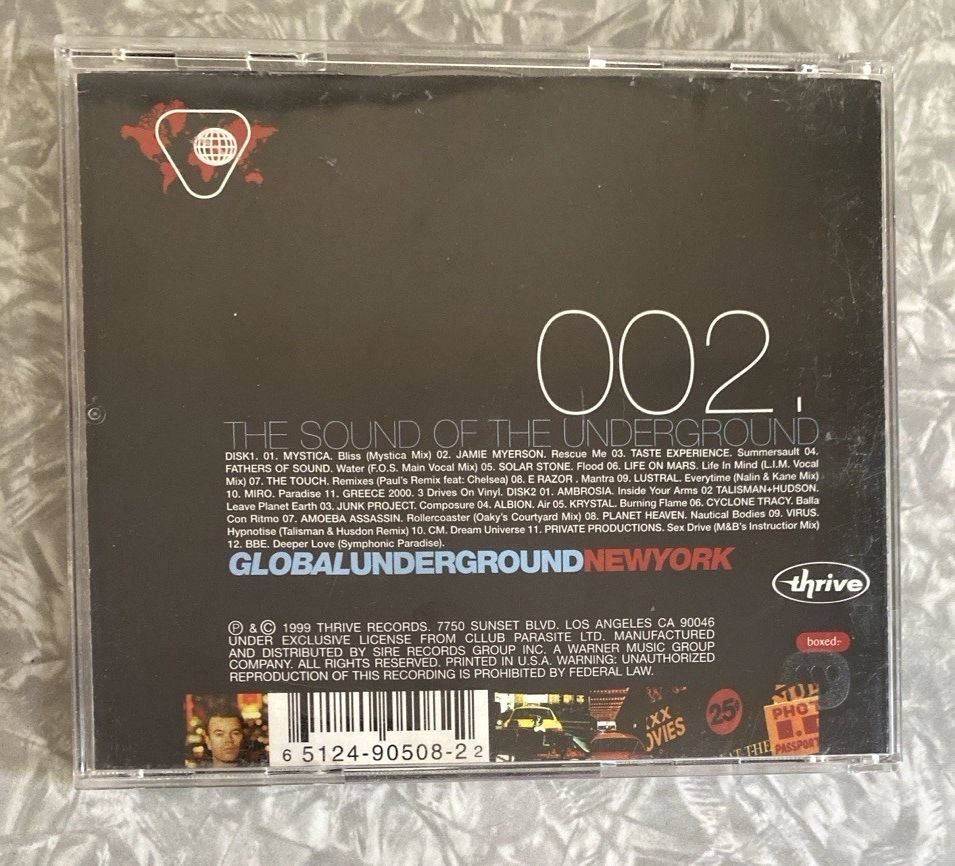 002.
THE SOUND OF THE UNDERGROUND
DISK1. 01. MYSTICA. Bliss (Mystica Mix) 02. JAMIE MYERSON. Rescue Me 03. TASTE EXPERIENCE. Summersault 04.
FATHERS OF SOUND. Water (F.O.S. Main Vocal Mix) 05. SOLAR STONE. Flood 06. LIFE ON MARS. Life In Mind (L.I.M. Vocal
Mix) 07. THE TOUCH. Remixes (Paul's Remix feat: Chelsea) 08. E RAZOR . Mantra 09. LUSTRAL. Everytime (Nalin & Kane Mix)
10. MIRO. Paradise 11. GREECE 2000. 3 Drives On Vinyl. DISK2 01. AMBROSIA. Inside Your Arms 02 TALISMAN+HUDSON.
Leave Planet Earth 03. JUNK PROJECT. Composure 04. ALBION. Air 05. KRYSTAL. Burning Flame 06. CYCLONE TRACY. Balla
Con Ritmo 07. AMOEBA ASSASSIN. Rollercoaster (Oaky's Courtyard Mix) 08. PLANET HEAVEN. Nautical Bodies 09. VIRUS.
Hypnotise (Talisman & Husdon Remix) 10. CM. Dream Universe 11. PRIVATE PRODUCTIONS. Sex Drive (M&B's Instructior Mix)
12. BBE. Deeper Love (Symphonic Paradise).
GLOBALUNDERGROUNDNEWYORK
thrive
℗ & © 1999 THRIVE RECORDS. 7750 SUNSET BLVD. LOS ANGELES CA 90046
UNDER EXCLUSIVE LICENSE FROM CLLUB PARASITE LTD. MANUFACTURED
AND DISTRIBUTED BY SIRE RECORDS GROUP INC. A WARNER MUSIC GROUP
COMPANY. ALL RIGHTS RESERVED. PRINTED IN U.S.A. WARNING: UNAUTHORIZED
REPRODUCTION OF THIS RECORDING IS PROHIBITED BY FEDERAL LAW.
boxed:-
6 5124-90508-2 2
XXX
MOVIES
25¢
AT THE
PHOTO
PASSPORT